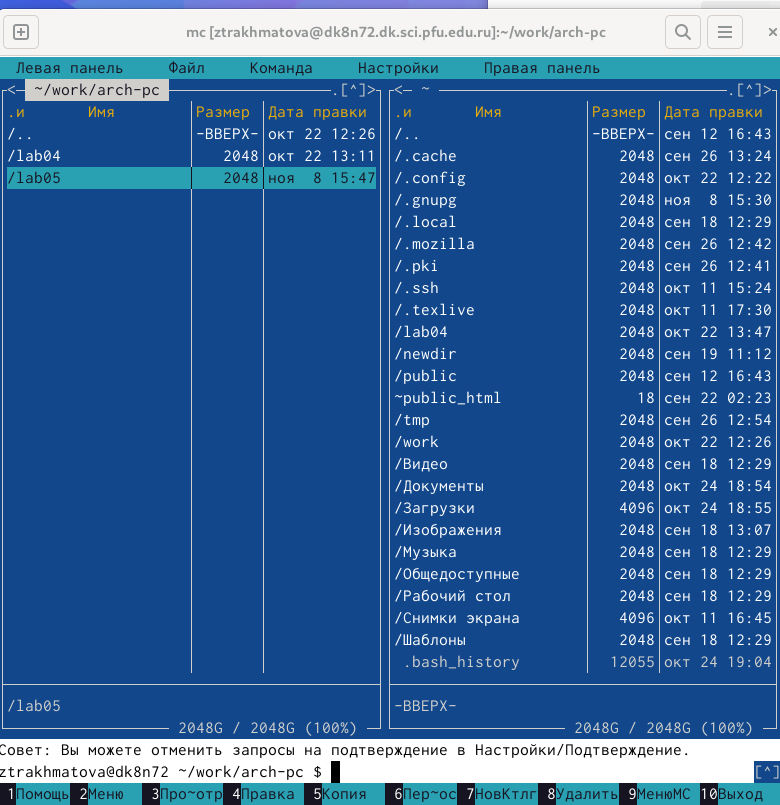 mc [ztrakhmatova@dk8n72.dk.sci.pfu.edu.ru]:~/work/arch-pc
Левая панель Файл Команда Настройки Правая панель
<— ~/work/arch-pc .[^]>
.и Имя Размер Дата правки
/.. -ВВЕРХ- окт 22 12:26
/lab04 2048 окт 22 13:11
/lab05 2048 ноя 8 15:47
/lab05
2048G / 2048G (100%)
<— ~ .[^]>
.и Имя Размер Дата правки
/.. -ВВЕРХ- сен 12 16:43
/.cache 2048 сен 26 13:24
/.config 2048 окт 22 12:22
/.gnupg 2048 ноя 8 15:30
/.local 2048 сен 18 12:29
/.mozilla 2048 сен 26 12:42
/.pki 2048 сен 26 12:41
/.ssh 2048 окт 11 15:24
/.texlive 2048 окт 11 17:30
/lab04 2048 окт 22 13:47
/newdir 2048 сен 19 11:12
/public 2048 сен 12 16:43
~public_html 18 сен 22 02:23
/tmp 2048 сен 26 12:54
/work 2048 окт 22 12:26
/Видео 2048 сен 18 12:29
/Документы 2048 окт 24 18:54
/Загрузки 4096 окт 24 18:55
/Изображения 2048 сен 18 13:07
/Музыка 2048 сен 18 12:29
/Общедоступные 2048 сен 18 12:29
/Рабочий стол 2048 сен 18 12:29
/Снимки экрана 4096 окт 11 16:45
/Шаблоны 2048 сен 18 12:29
.bash_history 12055 окт 24 19:04
-ВВЕРХ-
2048G / 2048G (100%)
Совет: Вы можете отменить запросы на подтверждение в Настройки/Подтверждение.
ztrakhmatova@dk8n72 ~/work/arch-pc $ [^]
1Помощь 2Меню 3Про~отр 4Правка 5Копия 6Пер~ос 7НовКтлг 8Удалить 9МенюМС 10Выход